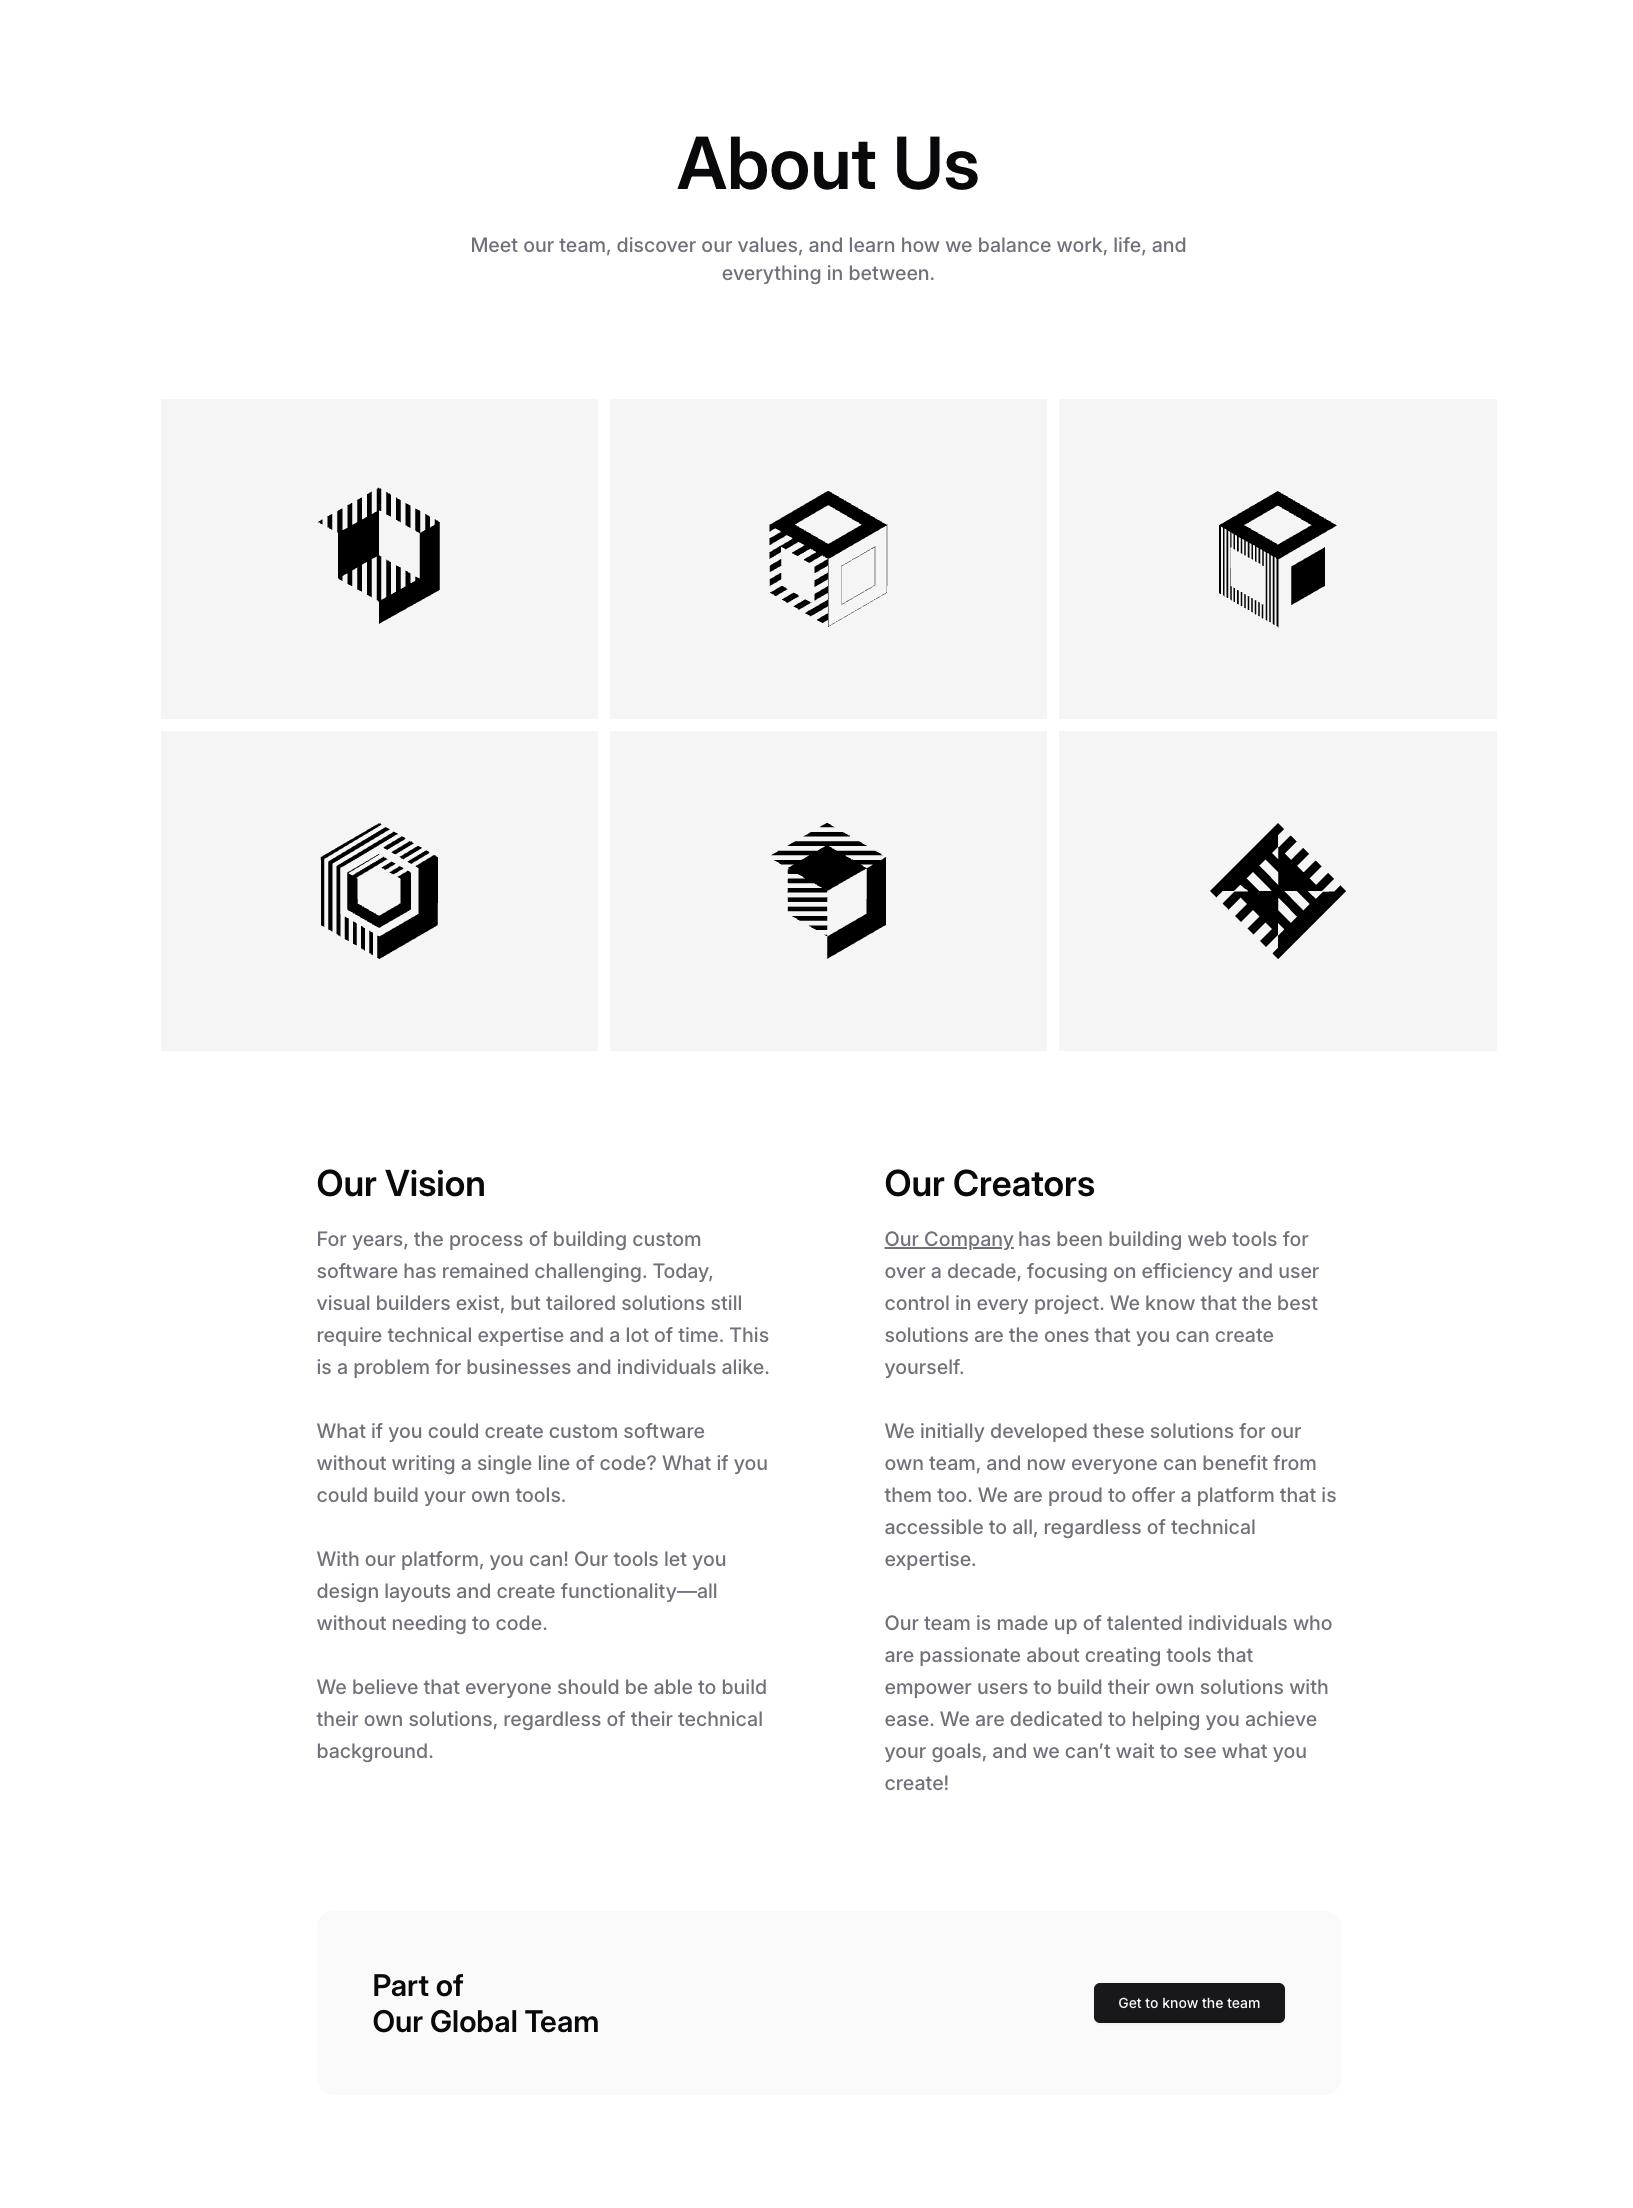 About Us
Meet our team, discover our values, and learn how we balance work, life, and
everything in between.
Our Vision
For years, the process of building custom
software has remained challenging. Today,
visual builders exist, but tailored solutions still
require technical expertise and a lot of time. This
is a problem for businesses and individuals alike.
What if you could create custom software
without writing a single line of code? What if you
could build your own tools.
With our platform, you can! Our tools let you
design layouts and create functionality—all
without needing to code.
We believe that everyone should be able to build
their own solutions, regardless of their technical
background.
Our Creators
Our Company has been building web tools for
over a decade, focusing on efficiency and user
control in every project. We know that the best
solutions are the ones that you can create
yourself.
We initially developed these solutions for our
own team, and now everyone can benefit from
them too. We are proud to offer a platform that is
accessible to all, regardless of technical
expertise.
Our team is made up of talented individuals who
are passionate about creating tools that
empower users to build their own solutions with
ease. We are dedicated to helping you achieve
your goals, and we can’t wait to see what you
create!
Part of
Our Global Team
Get to know the team